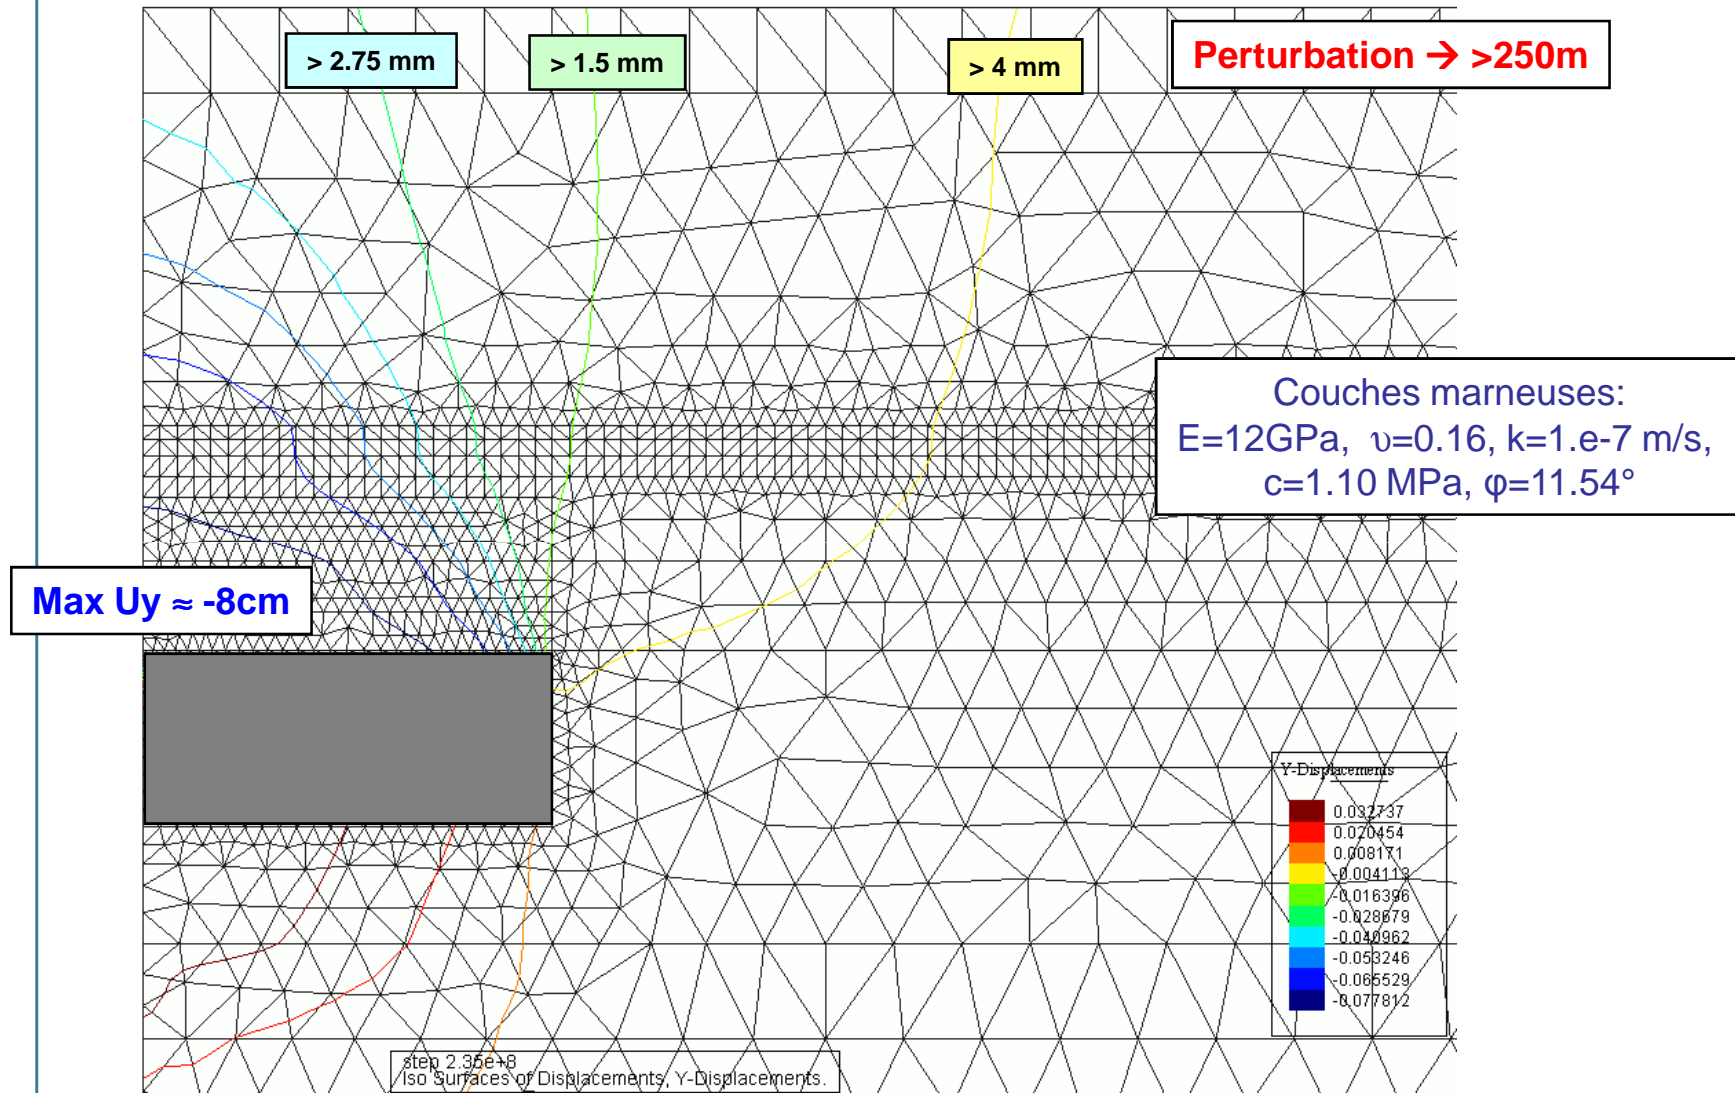 > 2.75 mm
> 1.5 mm
> 4 mm
Perturbation → >250m
Couches marneuses:
E=12GPa, υ=0.16, k=1.e-7 m/s,
c=1.10 MPa, φ=11.54°
Max Uy ≈ -8cm
Y-Displacements
0.032737
0.020454
0.008171
-0.004113
-0.016396
-0.028679
-0.040962
-0.053246
-0.065529
-0.077812
step 2.35e+8
Iso Surfaces of Displacements, Y-Displacements.